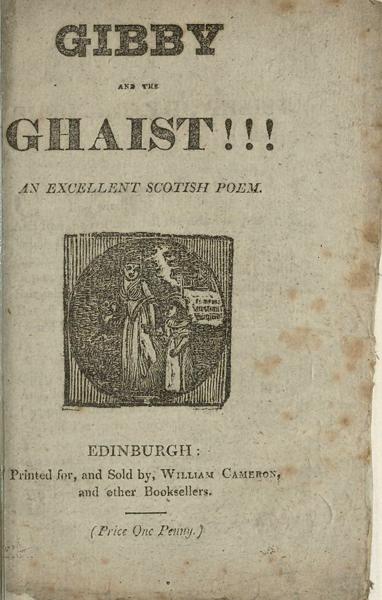 GIBBY
AND THE
GHAIST!!!
AN EXCELLENT SCOTISH POEM.
EDINBURGH:
Printed for, and Sold by, WILLIAM CAMERON,
and other Booksellers.
(Price One Penny.)